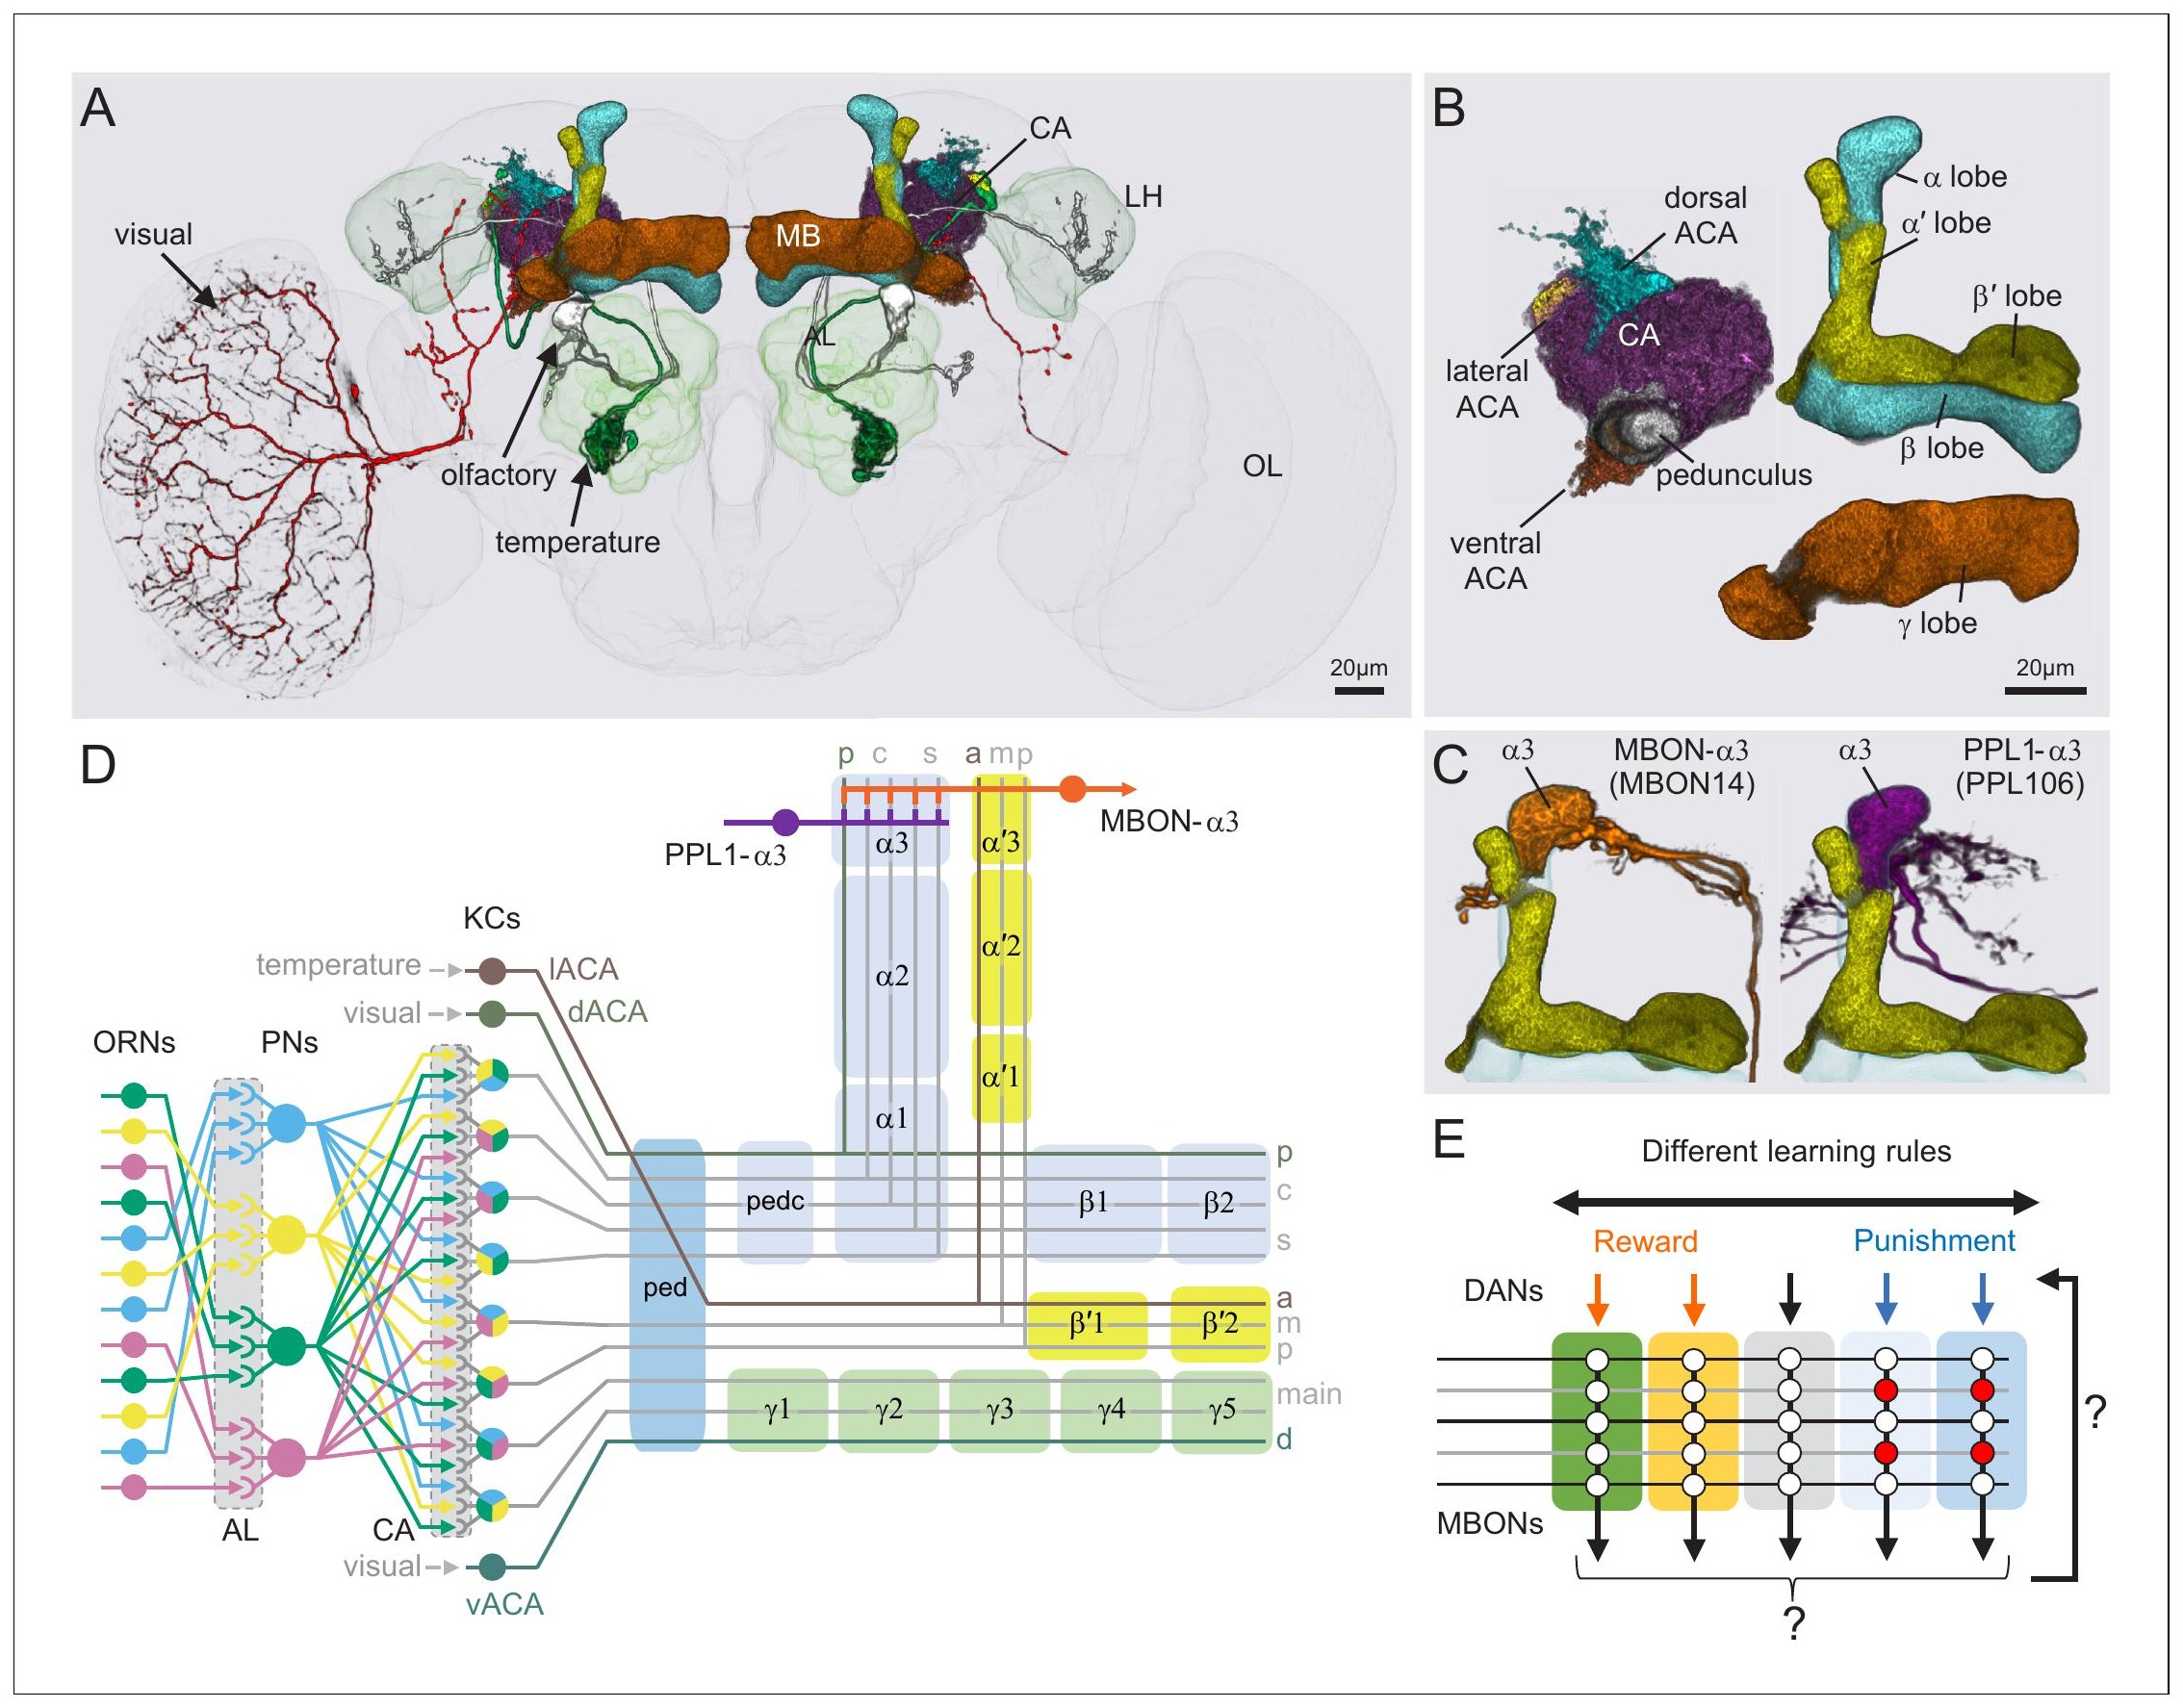 A
CA
LH
visual
MB
AL
olfactory
temperature
OL
20μm
B
dorsal
ACA
α lobe
α′ lobe
β′ lobe
CA
lateral
ACA
β lobe
pedunculus
ventral
ACA
γ lobe
20μm
C
α3
MBON-α3
(MBON14)
α3
PPL1-α3
(PPL106)
D
p c s a m p
PPL1-α3
MBON-α3
α3
α′3
α2
α′2
α1
α′1
KCs
temperature
lACA
visual
dACA
ORNs
PNs
AL
CA
visual
vACA
ped
pedc
β1
β2
p
c
s
β′1
β′2
a
m
p
γ1
γ2
γ3
γ4
γ5
main
d
E
Different learning rules
Reward
Punishment
DANs
MBONs
?
?